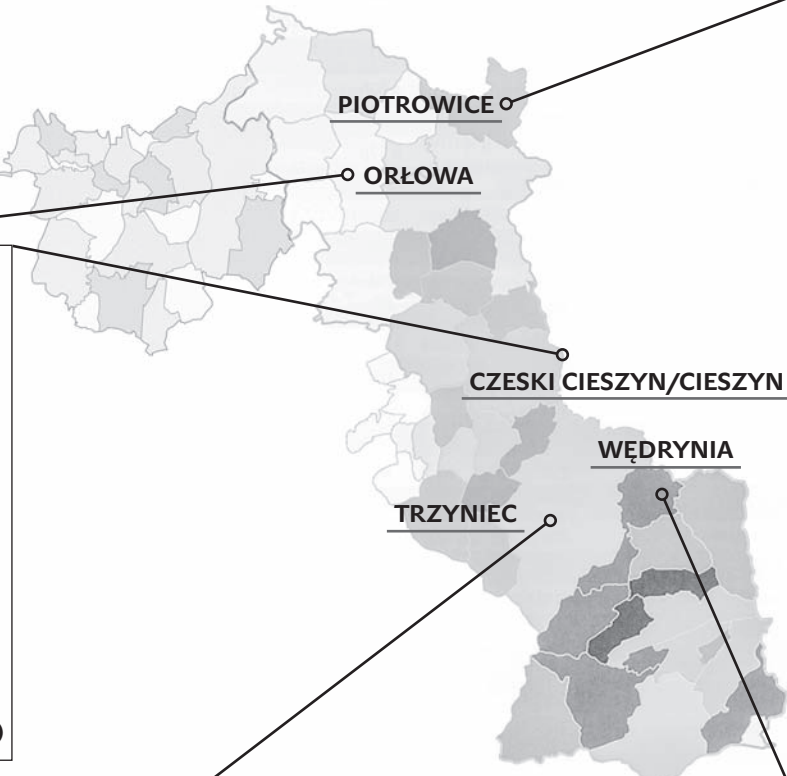 PIOTROWICE
ORŁOWA
CZESKI CIESZYN/CIESZYN
WĘDRYNIA
TRZYNIEC